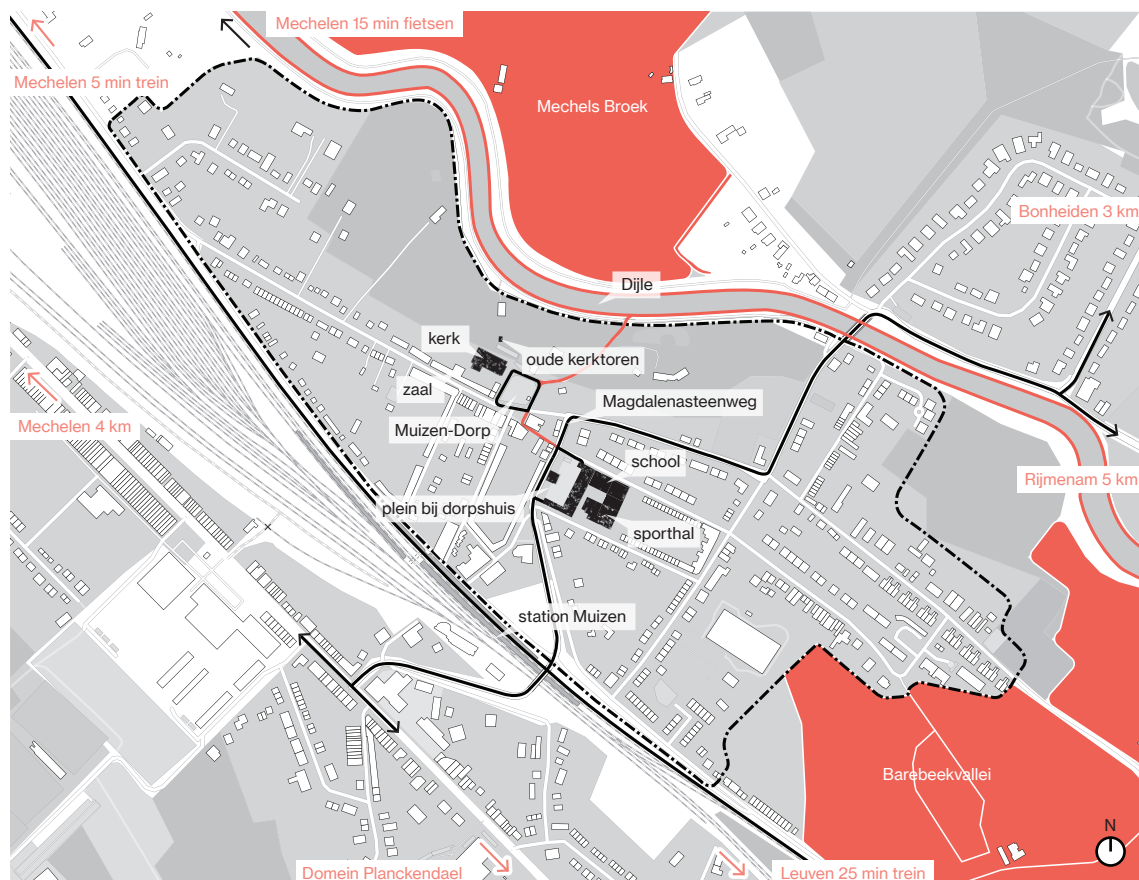 Mechelen 15 min fietsen
Mechelen 5 min trein
Mechels Broek
Bonheiden 3 km
Dijle
kerk
oude kerktoren
zaal
Magdalenasteenweg
Mechelen 4 km
Muizen-Dorp
school
Rijmenam 5 km
plein bij dorpshuis
sporthal
station Muizen
Barebeekvallei
N
Domein Planckendael
Leuven 25 min trein